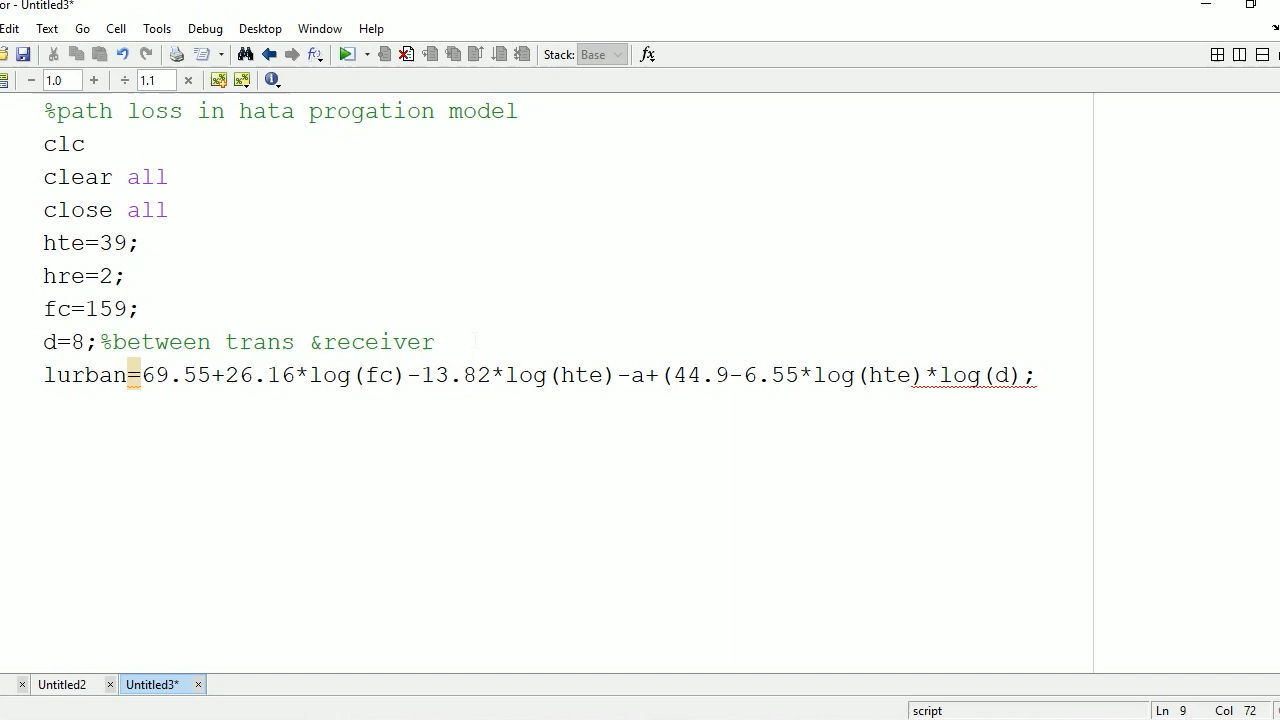 or - Untitled3*
Edit Text Go Cell Tools Debug Desktop Window Help
Stack: Base fx
− 1.0 + ÷ 1.1 ×
%path loss in hata progation model
clc
clear all
close all
hte=39;
hre=2;
fc=159;
d=8;%between trans &receiver
lurban=69.55+26.16*log(fc)-13.82*log(hte)-a+(44.9-6.55*log(hte)*log(d);
Untitled2 Untitled3*
script Ln 9 Col 72